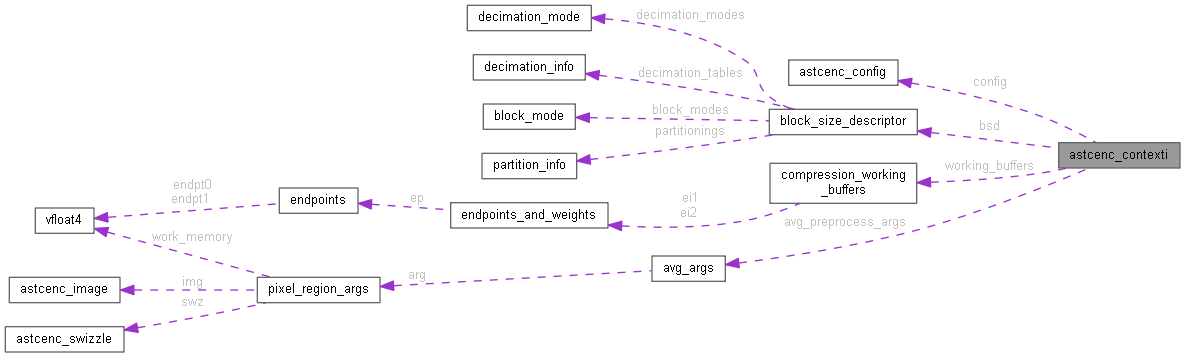 decimation_mode
decimation_modes
decimation_info
decimation_tables
astcenc_config
config
block_mode
block_modes
block_size_descriptor
bsd
partition_info
partitionings
astcenc_contexti
working_buffers
compression_working
_buffers
endpt0
endpt1
endpoints
ep
endpoints_and_weights
ei1
ei2
vfloat4
work_memory
avg_preprocess_args
avg_args
arg
astcenc_image
img
pixel_region_args
swz
astcenc_swizzle